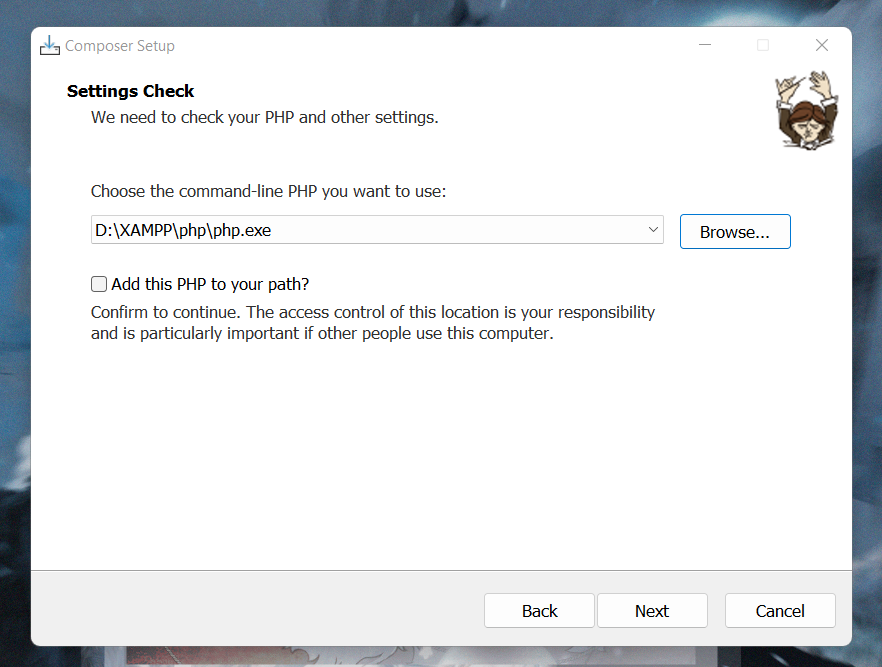 Composer Setup
Settings Check
We need to check your PHP and other settings.
Choose the command-line PHP you want to use:
D:\XAMPP\php\php.exe
Browse...
Add this PHP to your path?
Confirm to continue. The access control of this location is your responsibility
and is particularly important if other people use this computer.
Back
Next
Cancel